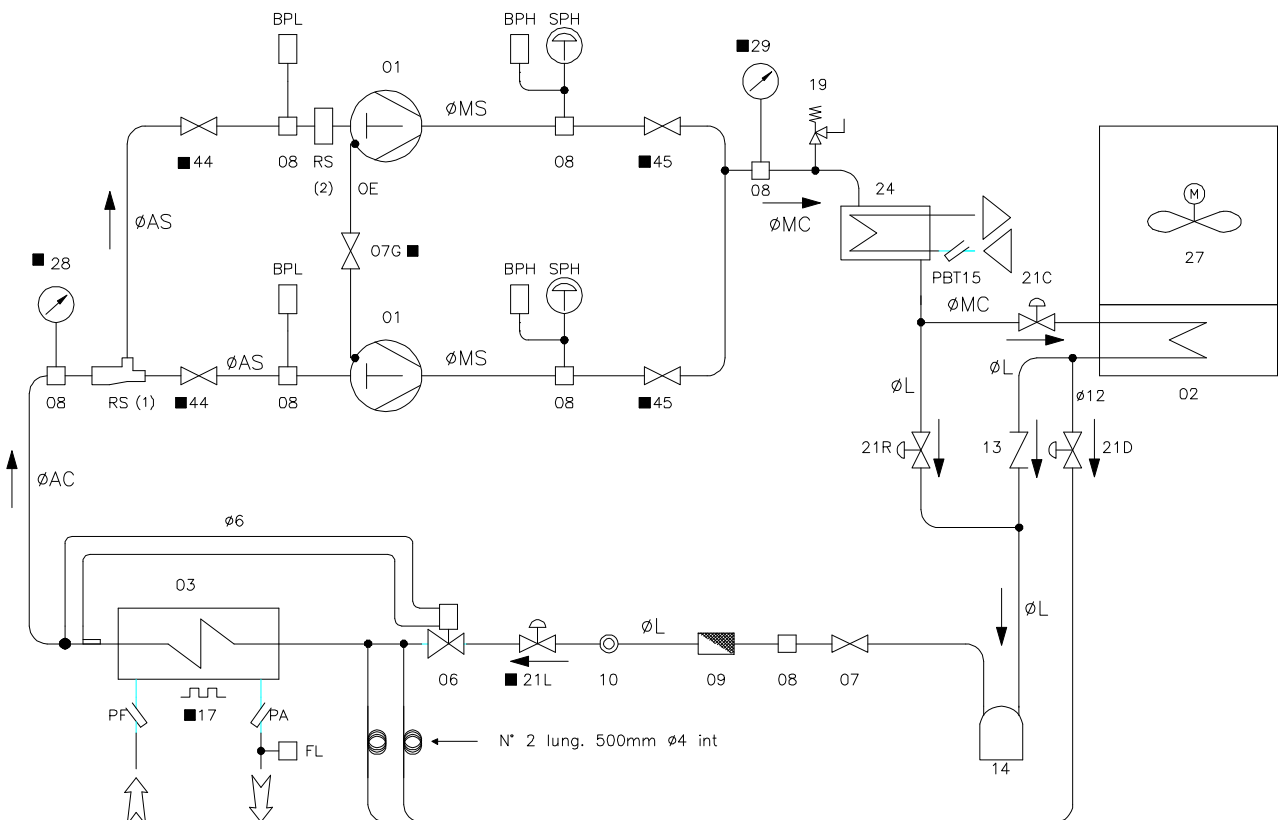 BPL
BPH SPH
■29
01
19
ØMS
■44
08
RS
(2)
OE
08
■45
08
ØMC
24
M
27
ØAS
■28
07G■
PBT15
21C
BPL
BPH SPH
01
ØMC
ØAS
ØMS
08
RS (1)
■44
08
08
■45
ØL
ØL
ø12
02
21R
13
21D
ØAC
ø6
03
ØL
ØL
06
■21L
10
09
08
07
PF
■17
PA
FL
N° 2 lung. 500mm ø4 int
14